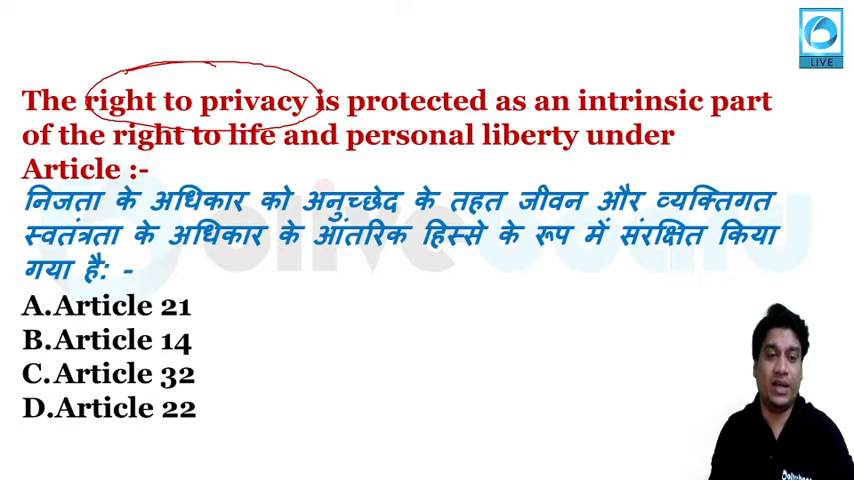 LIVE
The right to privacy is protected as an intrinsic part
of the right to life and personal liberty under
Article :-
निजता के अधिकार को अनुच्छेद के तहत जीवन और व्यक्तिगत
स्वतंत्रता के अधिकार के आंतरिक हिस्से के रूप में संरक्षित किया
गया है: -
oliveboard
A.Article 21
B.Article 14
C.Article 32
D.Article 22